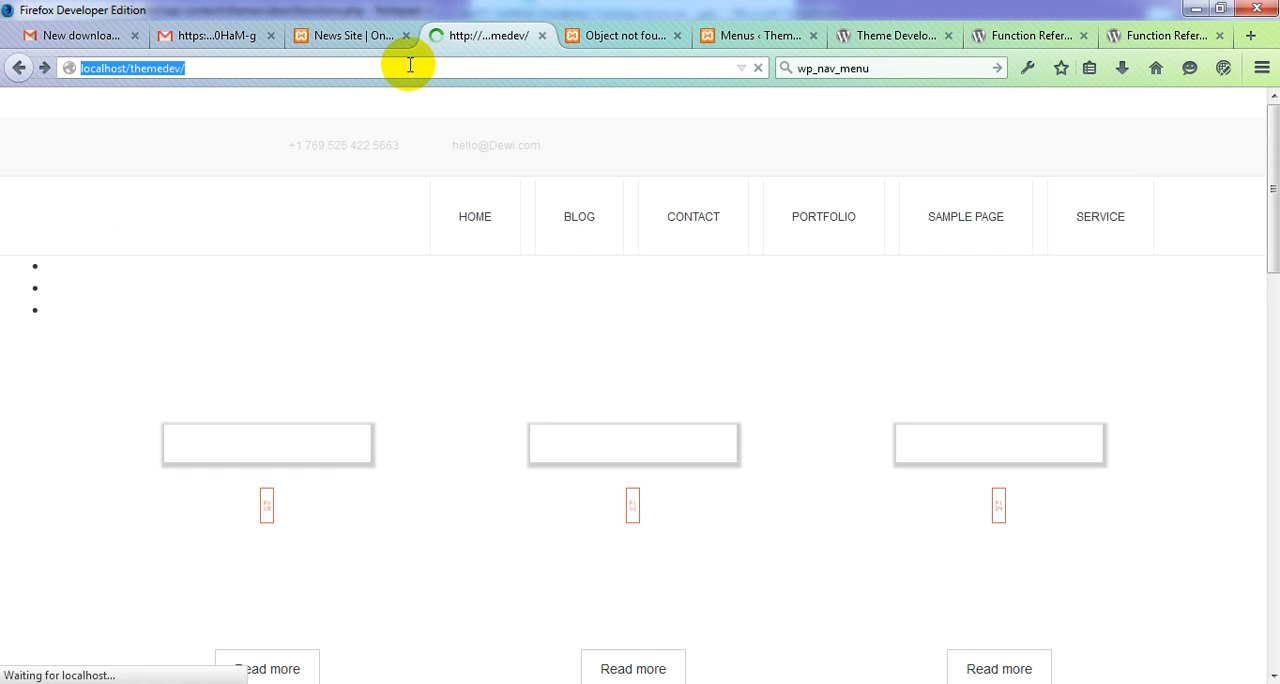 Firefox Developer Edition
New downloa...
https:...0HaM-g
News Site | On...
http://...medev/
Object not fou...
Menus ‹ Them...
Theme Develo...
Function Refer...
Function Refer...
localhost/themedev/
wp_nav_menu
+1 769 525 422 5663
hello@Dewi.com
HOME
BLOG
CONTACT
PORTFOLIO
SAMPLE PAGE
SERVICE
Read more
Read more
Read more
Waiting for localhost...